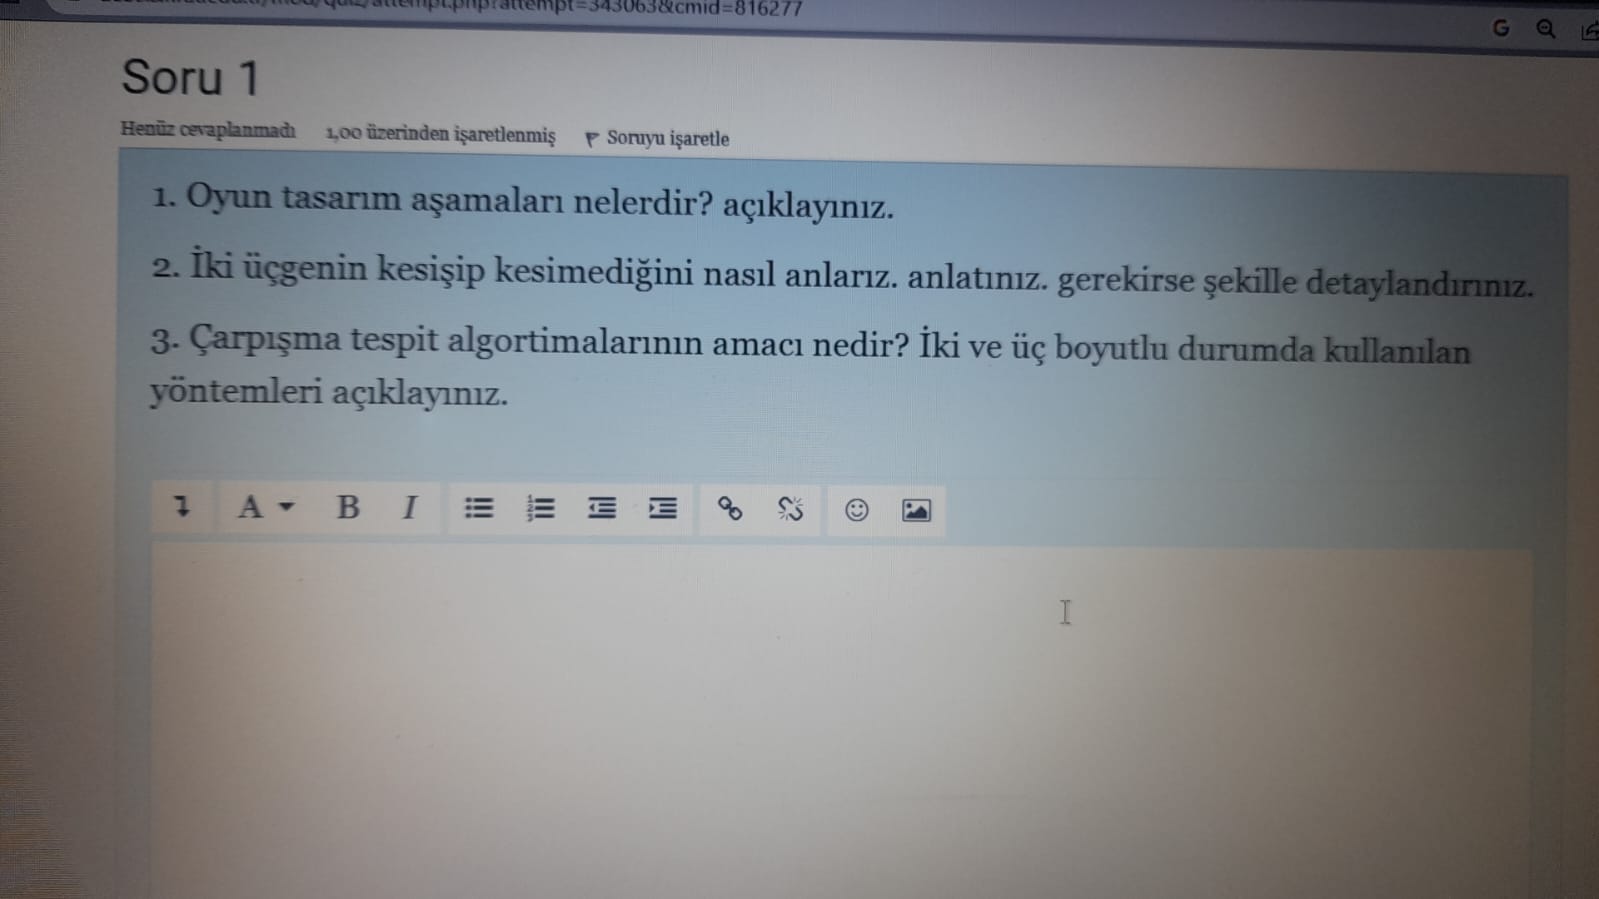 attempt.php?attempt=343063&cmid=816277
Soru 1
Henüz cevaplanmadı 1,00 üzerinden işaretlenmiş Soruyu işaretle
1. Oyun tasarım aşamaları nelerdir? açıklayınız.
2. İki üçgenin kesişip kesimediğini nasıl anlarız. anlatınız. gerekirse şekille detaylandırınız.
3. Çarpışma tespit algortimalarının amacı nedir? İki ve üç boyutlu durumda kullanılan
yöntemleri açıklayınız.
A B I